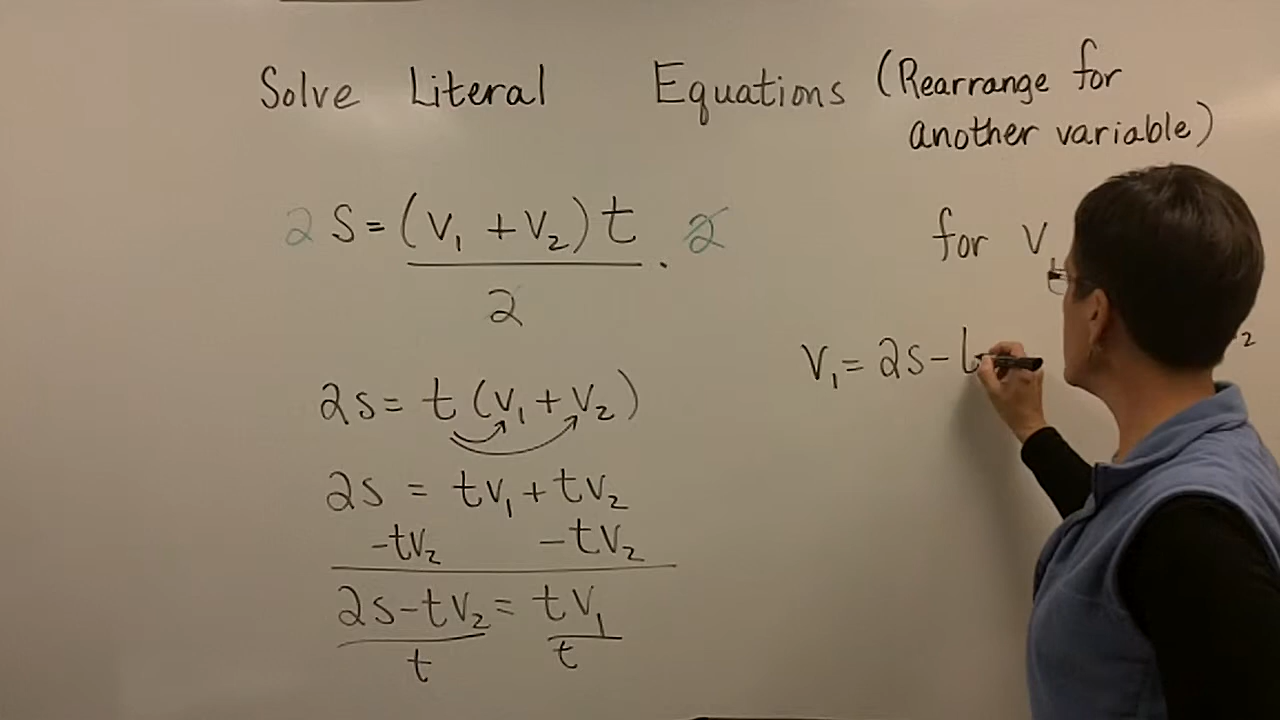 Solve Literal Equations (Rearrange for
another variable)
2 S = (V₁ + V₂) t . 2
2
for V
2s = t (V₁ + V₂)
V₁ = 2s -
2s = tV₁ + tV₂
-tV₂ -tV₂
2s - tV₂ = tV₁
t t